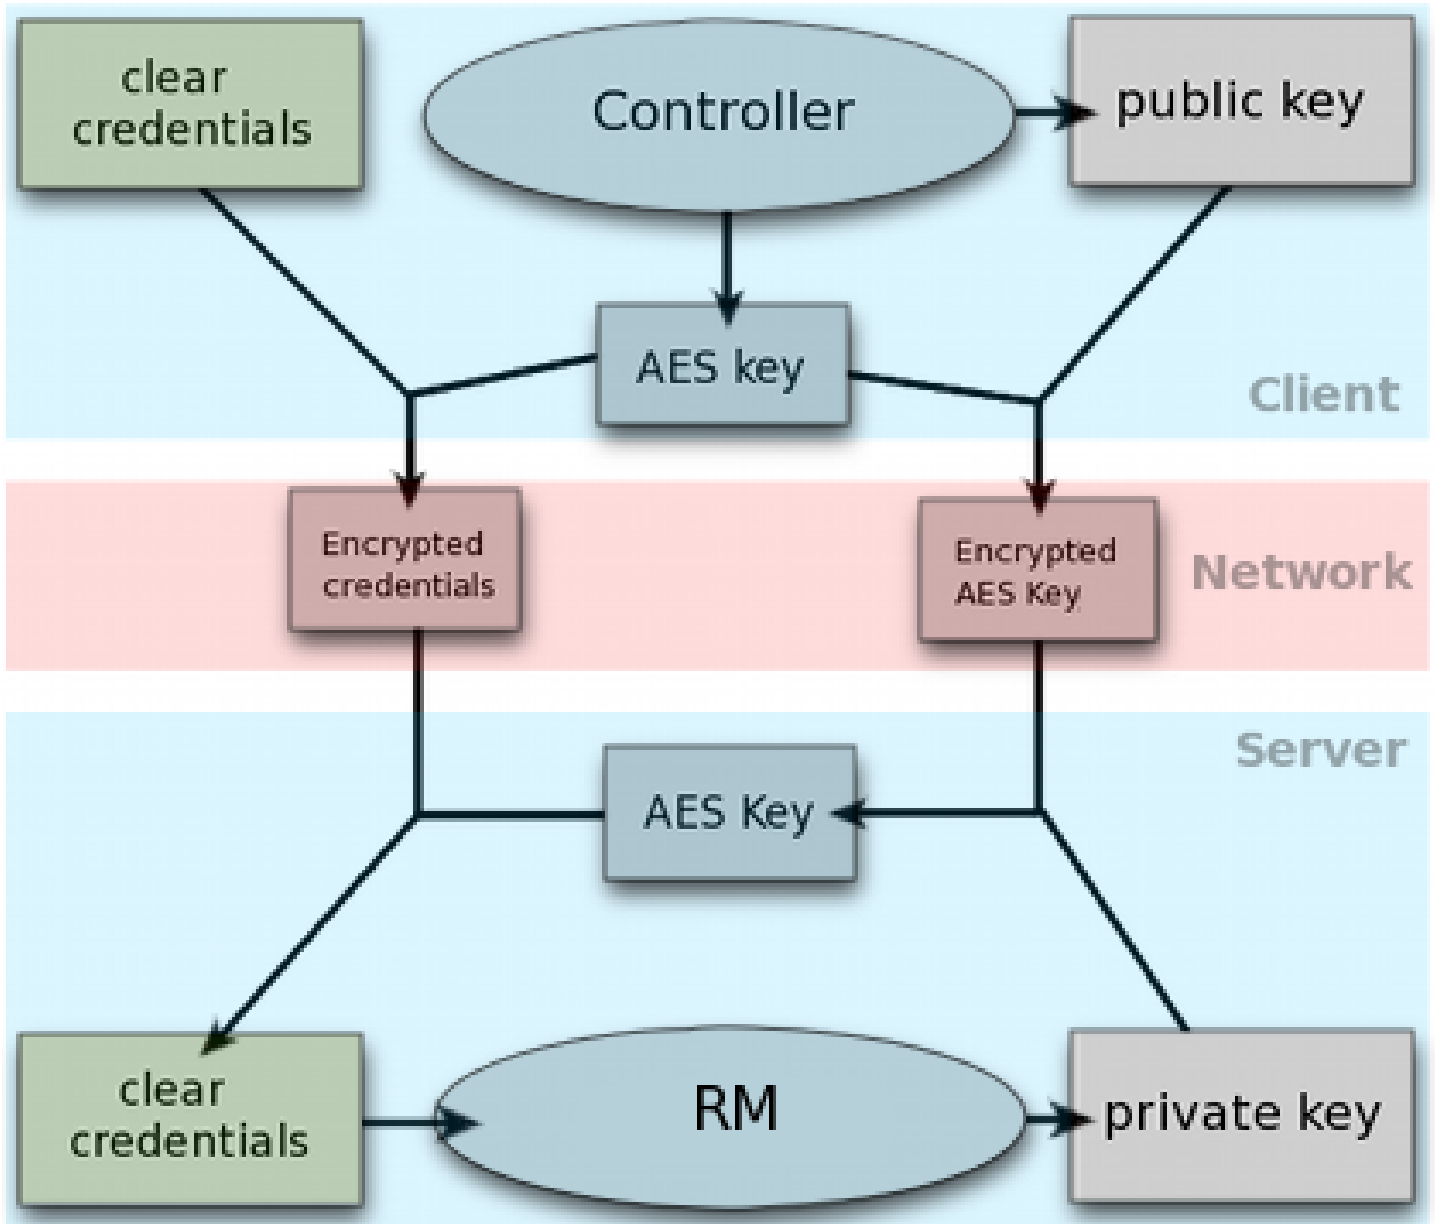 clear
credentials
Controller
public key
AES key
Client
Encrypted
credentials
Encrypted
AES Key
Network
Server
AES Key
clear
credentials
RM
private key